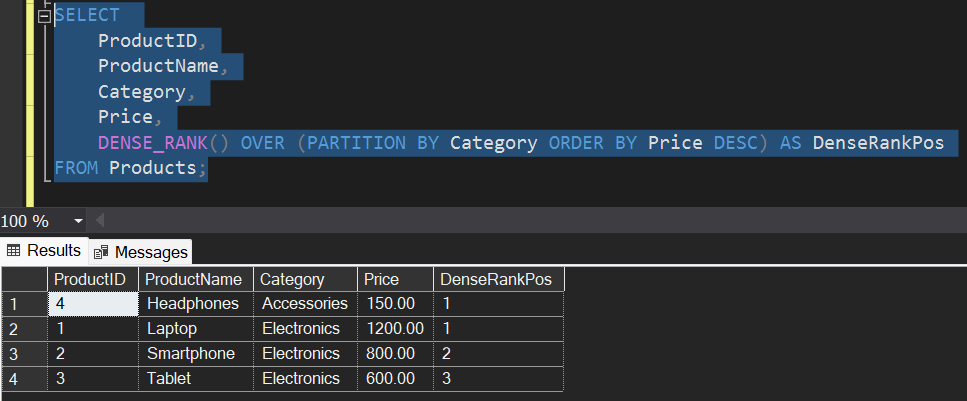 SELECT
ProductID,
ProductName,
Category,
Price,
DENSE_RANK() OVER (PARTITION BY Category ORDER BY Price DESC) AS DenseRankPos
FROM Products;
100 %
Results Messages
ProductID ProductName Category Price DenseRankPos
1 4 Headphones Accessories 150.00 1
2 1 Laptop Electronics 1200.00 1
3 2 Smartphone Electronics 800.00 2
4 3 Tablet Electronics 600.00 3